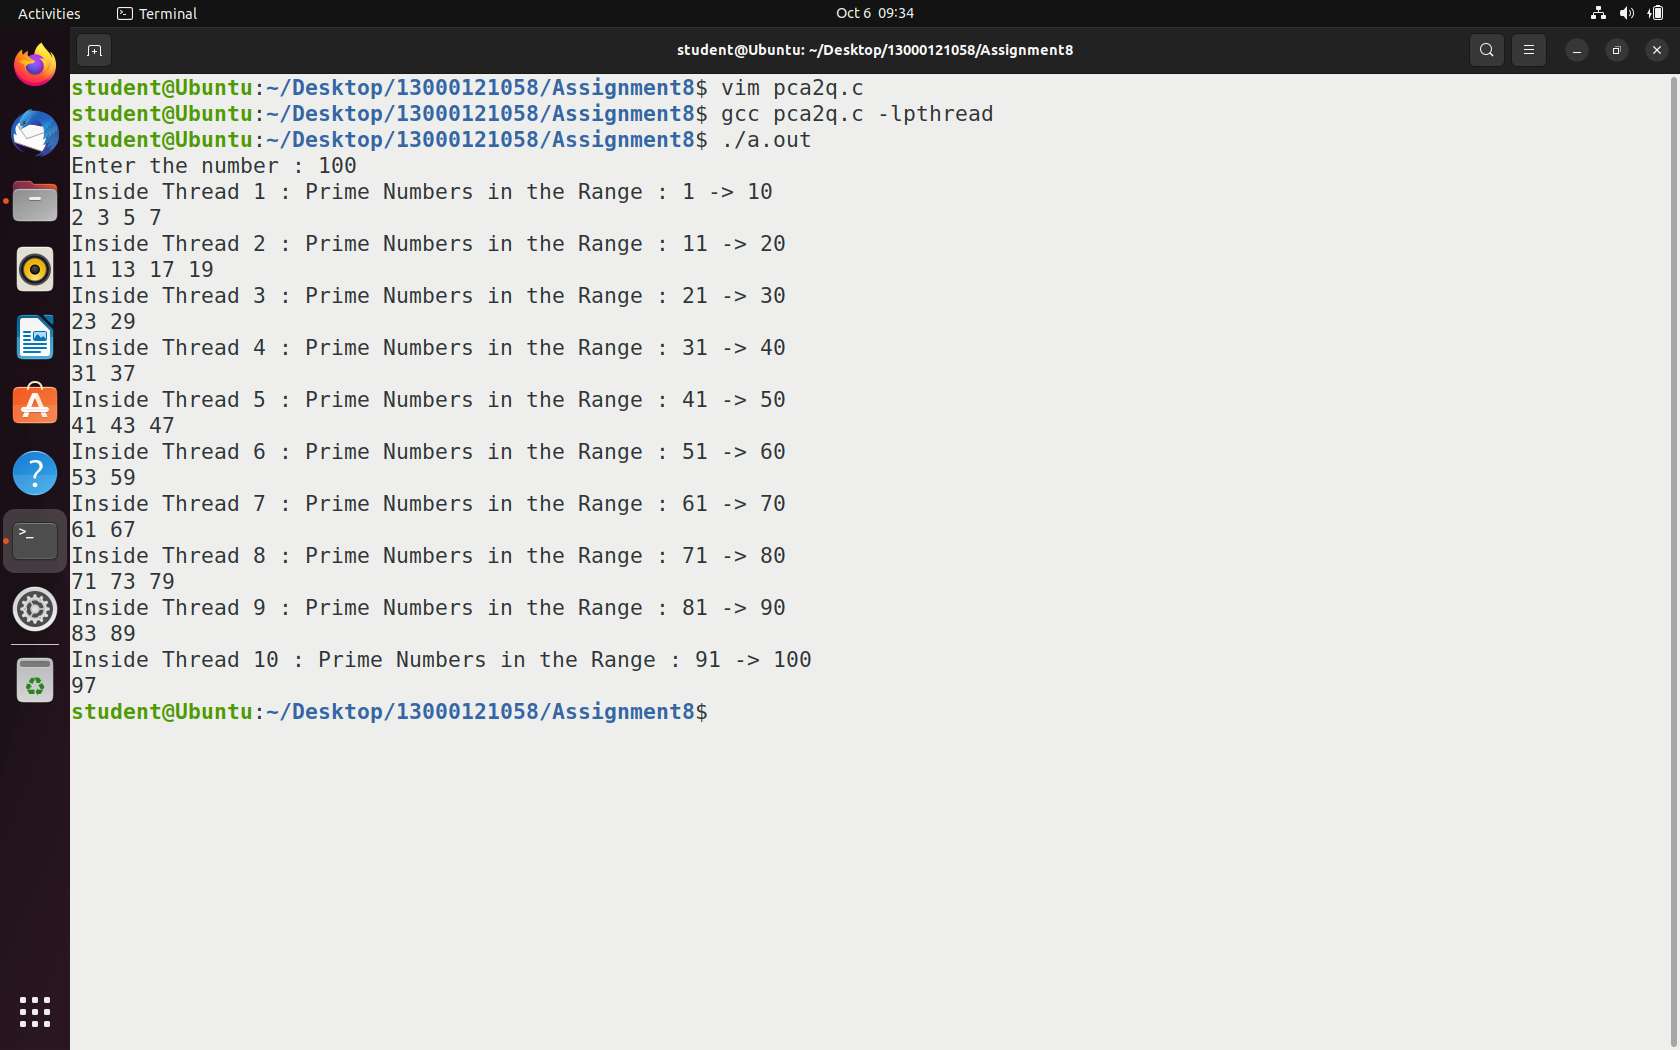 Activities Terminal Oct 6 09:34
student@Ubuntu: ~/Desktop/13000121058/Assignment8
student@Ubuntu:~/Desktop/13000121058/Assignment8$ vim pca2q.c
student@Ubuntu:~/Desktop/13000121058/Assignment8$ gcc pca2q.c -lpthread
student@Ubuntu:~/Desktop/13000121058/Assignment8$ ./a.out
Enter the number : 100
Inside Thread 1 : Prime Numbers in the Range : 1 -> 10
2 3 5 7
Inside Thread 2 : Prime Numbers in the Range : 11 -> 20
11 13 17 19
Inside Thread 3 : Prime Numbers in the Range : 21 -> 30
23 29
Inside Thread 4 : Prime Numbers in the Range : 31 -> 40
31 37
Inside Thread 5 : Prime Numbers in the Range : 41 -> 50
41 43 47
Inside Thread 6 : Prime Numbers in the Range : 51 -> 60
53 59
Inside Thread 7 : Prime Numbers in the Range : 61 -> 70
61 67
Inside Thread 8 : Prime Numbers in the Range : 71 -> 80
71 73 79
Inside Thread 9 : Prime Numbers in the Range : 81 -> 90
83 89
Inside Thread 10 : Prime Numbers in the Range : 91 -> 100
97
student@Ubuntu:~/Desktop/13000121058/Assignment8$